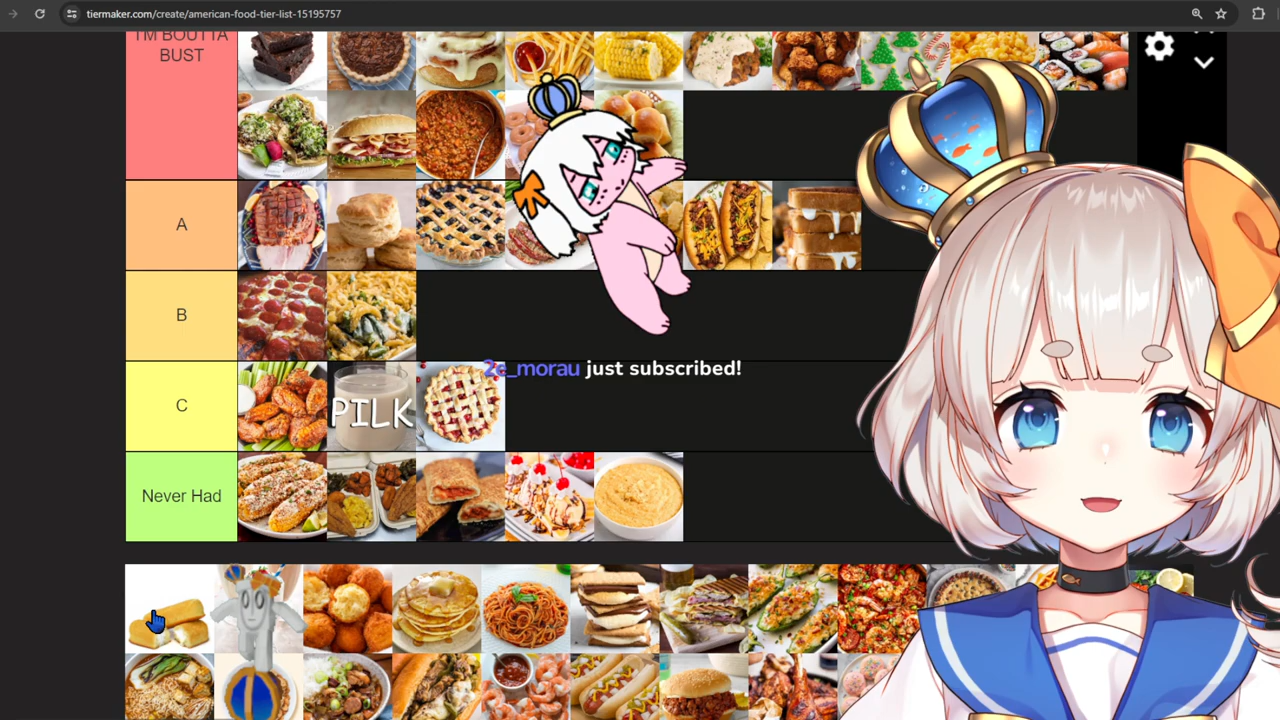 tiermaker.com/create/american-food-tier-list-15195757
I'M BOUTTA
BUST
A
B
C
PILK
2e_morau just subscribed!
Never Had